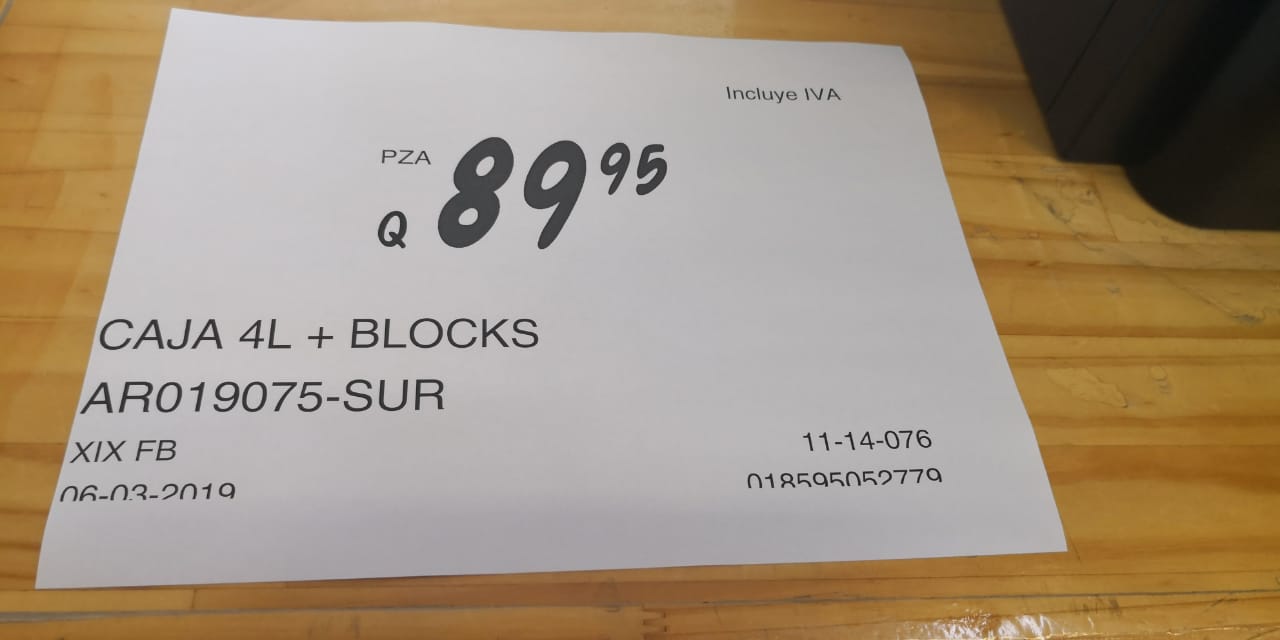 Incluye IVA
PZA
Q 89 95
CAJA 4L + BLOCKS
AR019075-SUR
XIX FB
11-14-076
06-03-2019
018595052779